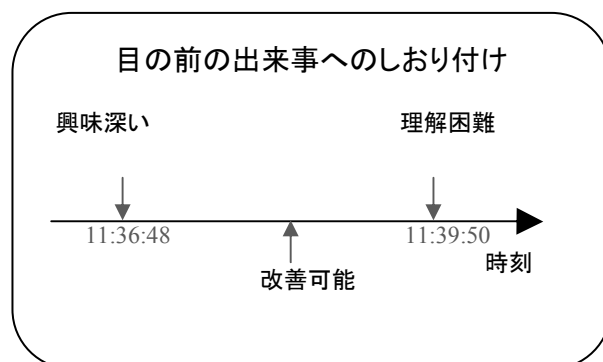 目の前の出来事へのしおり付け
興味深い
理解困難
11:36:48
11:39:50
時刻
改善可能